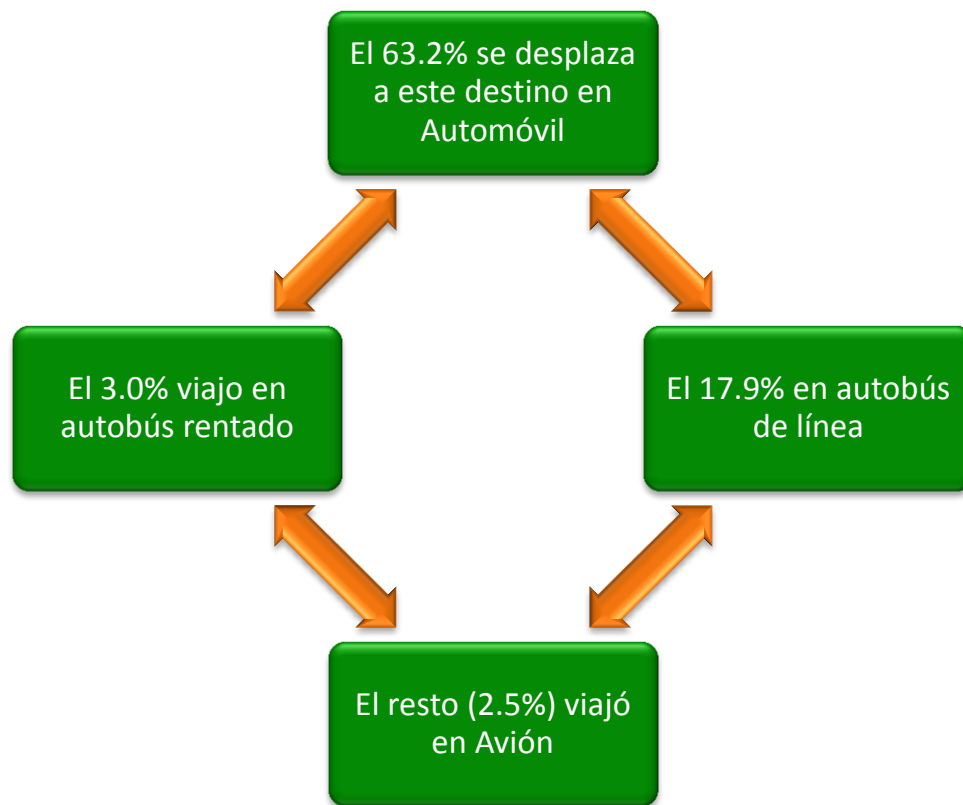 El 63.2% se desplaza
a este destino en
Automóvil
El 3.0% viajo en
autobús rentado
El 17.9% en autobús
de línea
El resto (2.5%) viajó
en Avión